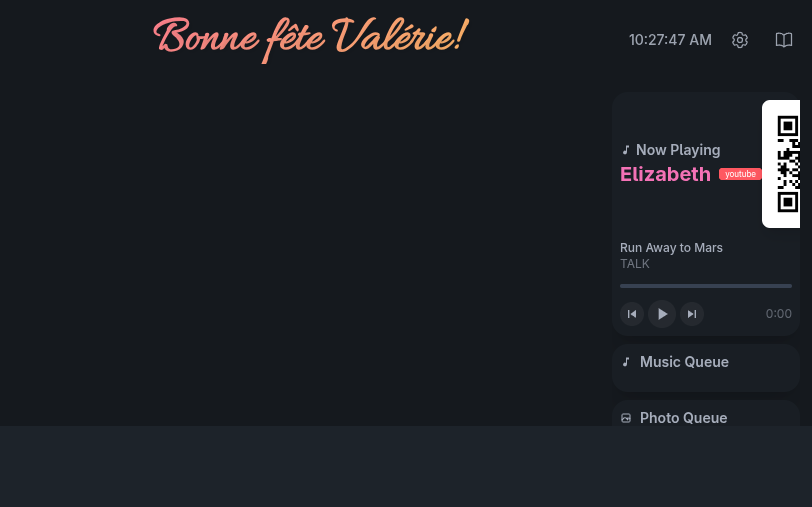 Bonne fête Valérie!
10:27:47 AM
Now Playing
Elizabeth youtube
Run Away to Mars
TALK
0:00
Music Queue
Photo Queue